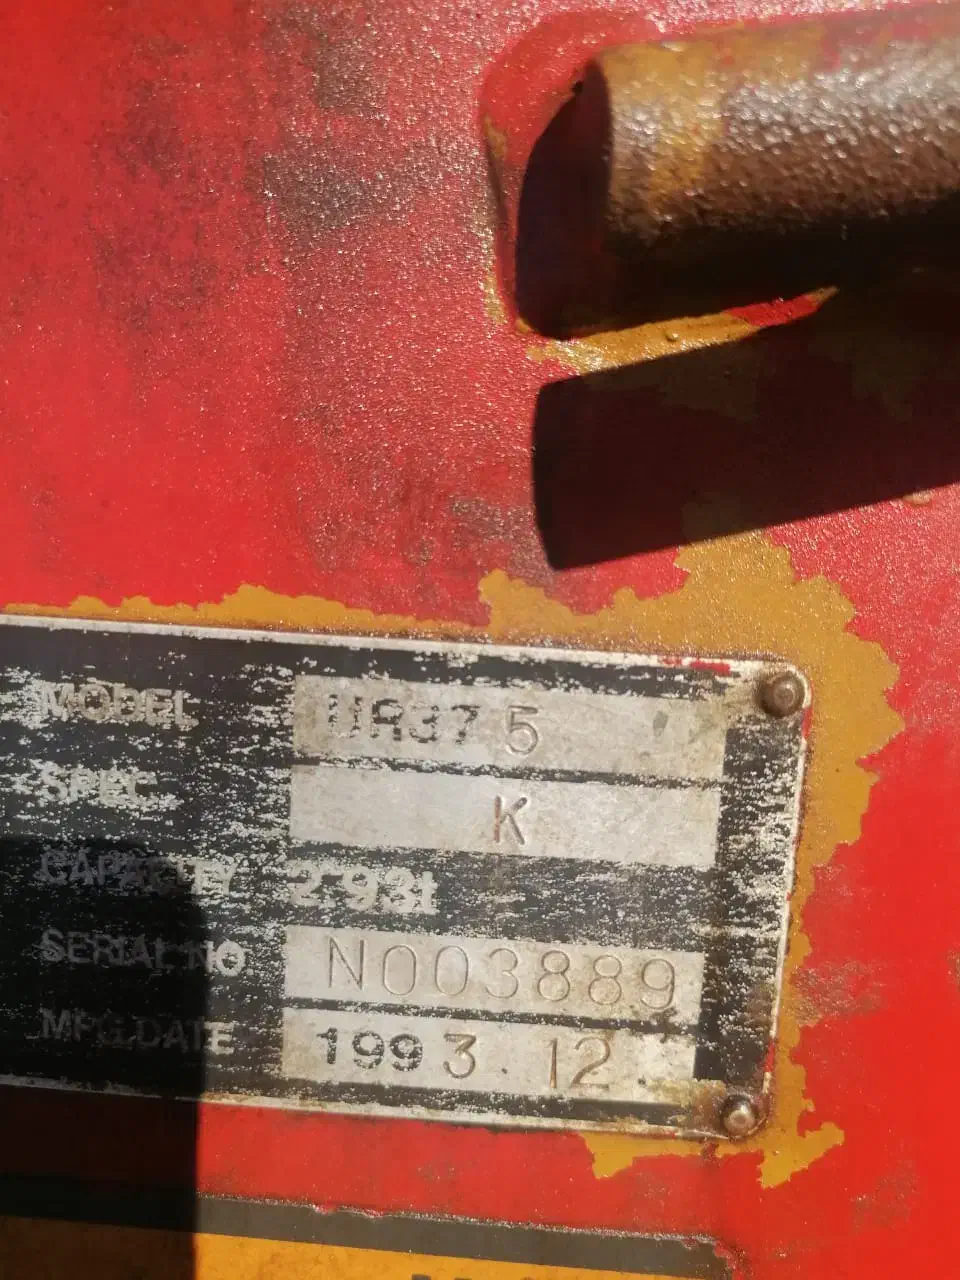 MODEL UR375
SPEC. K
CAPACITY 2.93t
SERIAL NO N003889
MFG.DATE 1993.12